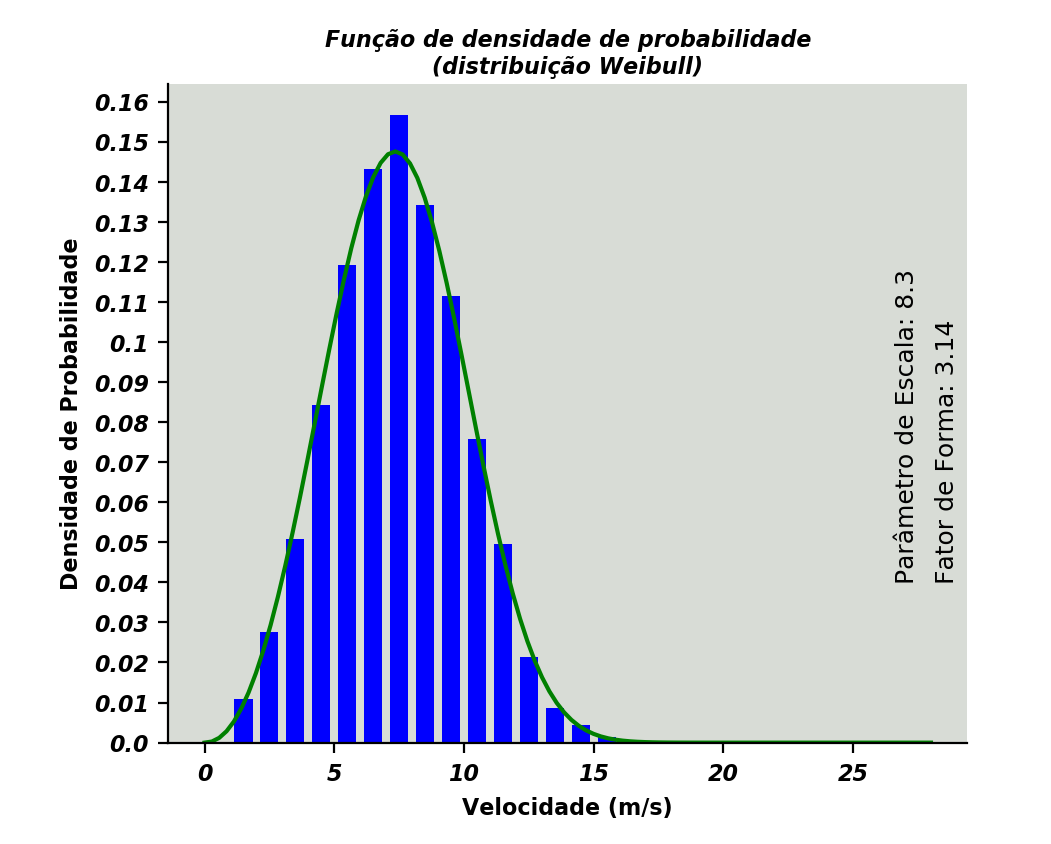 Função de densidade de probabilidade
(distribuição Weibull)
Densidade de Probabilidade
0.16
0.15
0.14
0.13
0.12
0.11
0.1
0.09
0.08
0.07
0.06
0.05
0.04
0.03
0.02
0.01
0.0
Parâmetro de Escala: 8.3
Fator de Forma: 3.14
0 5 10 15 20 25
Velocidade (m/s)